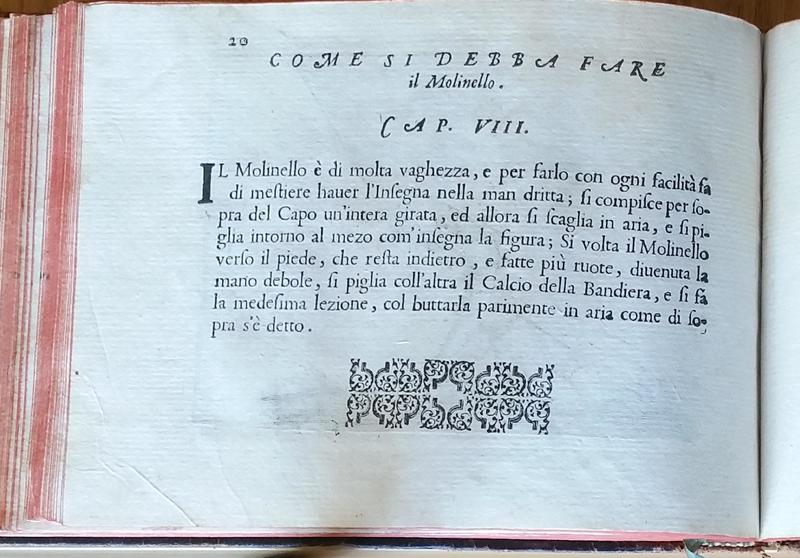 20
COME SI DEBBA FARE
il Molinello.
CAP. VIII.
IL Molinello è di molta vaghezza, e per farlo con ogni facilità fa
di meſtiere hauer l'Inſegna nella man dritta; ſi compiſce per ſo-
pra del Capo un'intera girata, ed allora ſi ſcaglia in aria, e ſi pi-
glia intorno al mezo com'inſegna la figura; Si volta il Molinello
verſo il piede, che reſta indietro, e fatte più ruote, diuenuta la
mano debole, ſi piglia coll'altra il Calcio della Bandiera, e ſi fà
la medeſima lezione, col buttarla parimente in aria come di ſo-
pra s'è detto.